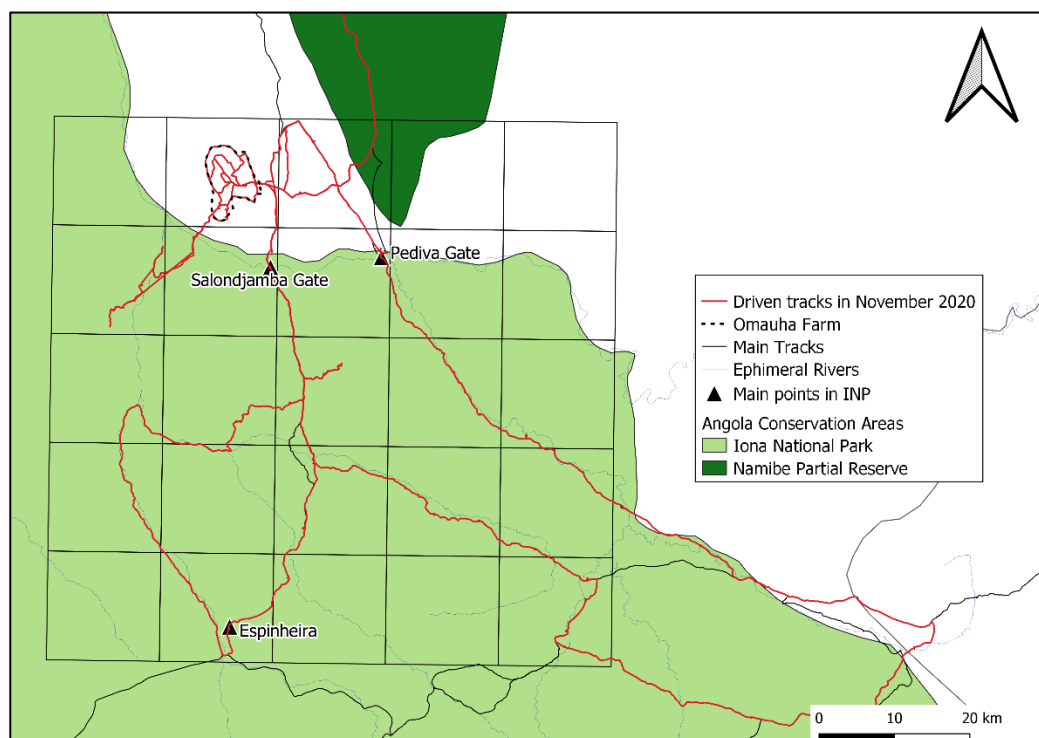 Pediva Gate
Salondjamba Gate
Driven tracks in November 2020
Omauha Farm
Main Tracks
Ephimeral Rivers
Main points in INP
Angola Conservation Areas
Iona National Park
Namibe Partial Reserve
Espinheira
0 10 20 km